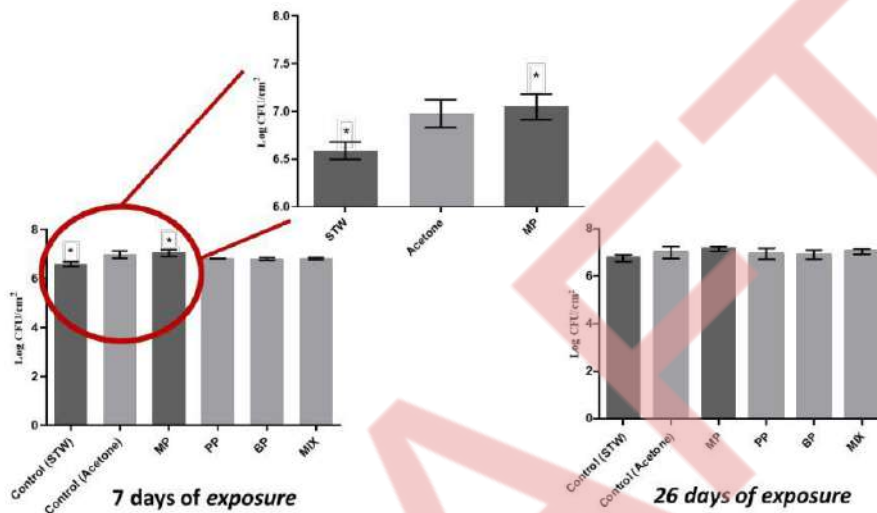 8.0
7.5
7.0
6.5
6.0
Log CFU/cm²
*
*
STW
Acetone
MP
8
6
4
2
0
Log CFU/cm²
*
*
Control (STW)
Control (Acetone)
MP
PP
BP
MIX
7 days of exposure
8
6
4
2
0
Log CFU/cm²
Control (STW)
Control (Acetone)
MP
PP
BP
MIX
26 days of exposure